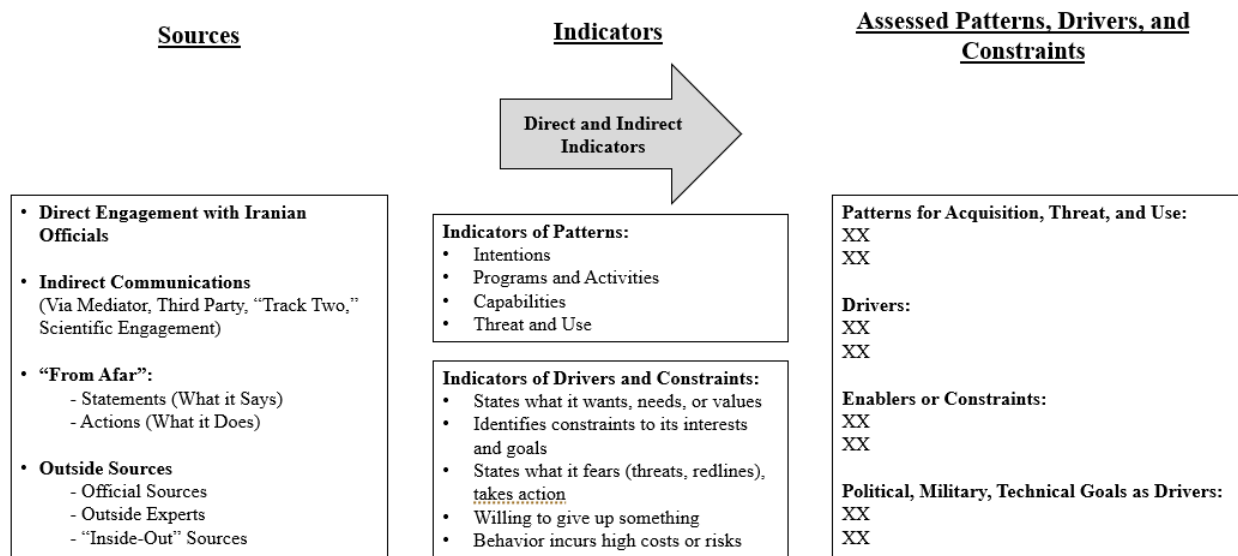 Sources
Indicators
Assessed Patterns, Drivers, and
Constraints
Direct and Indirect
Indicators
• Direct Engagement with Iranian
Officials
• Indirect Communications
(Via Mediator, Third Party, “Track Two,”
Scientific Engagement)
• “From Afar”:
- Statements (What it Says)
- Actions (What it Does)
• Outside Sources
- Official Sources
- Outside Experts
- “Inside-Out” Sources
Indicators of Patterns:
• Intentions
• Programs and Activities
• Capabilities
• Threat and Use
Indicators of Drivers and Constraints:
• States what it wants, needs, or values
• Identifies constraints to its interests
and goals
• States what it fears (threats, redlines),
takes action
• Willing to give up something
• Behavior incurs high costs or risks
Patterns for Acquisition, Threat, and Use:
XX
XX
Drivers:
XX
XX
Enablers or Constraints:
XX
XX
Political, Military, Technical Goals as Drivers:
XX
XX